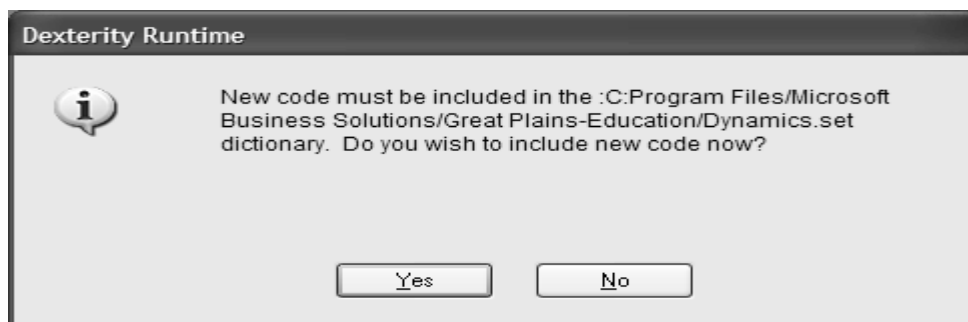 Dexterity Runtime
New code must be included in the :C:Program Files/Microsoft
Business Solutions/Great Plains-Education/Dynamics.set
dictionary.  Do you wish to include new code now?
Yes
No